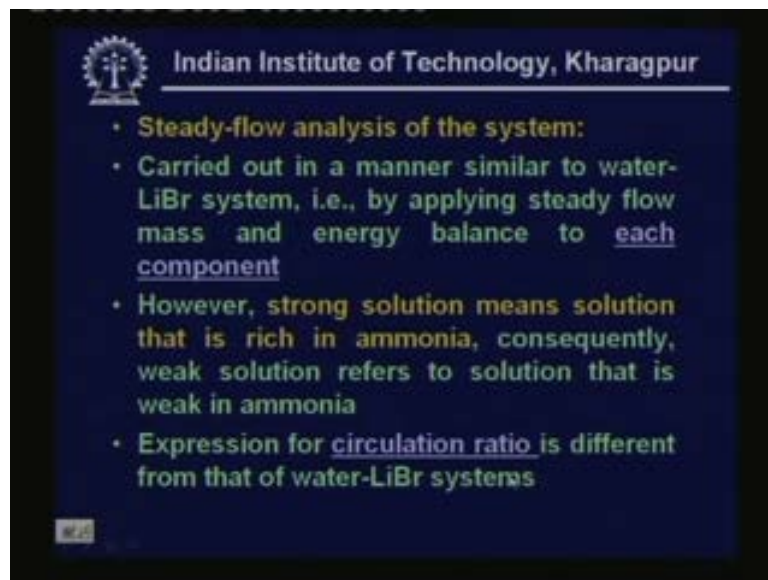 Indian Institute of Technology, Kharagpur
• Steady-flow analysis of the system:
• Carried out in a manner similar to water-
LiBr system, i.e., by applying steady flow
mass and energy balance to each
component
• However, strong solution means solution
that is rich in ammonia, consequently,
weak solution refers to solution that is
weak in ammonia
• Expression for circulation ratio is different
from that of water-LiBr systems